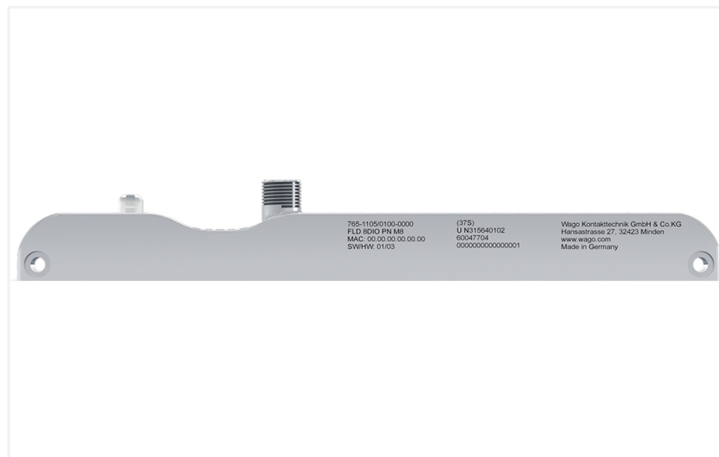 765-1105/0100-0000
FLD 8DIO PN M8
MAC: 00.00.00.00.00.00
SW/HW: 01/03
(37S)
U N315640102
60047704
0000000000000001
Wago Kontakttechnik GmbH & Co.KG
Hansastrasse 27, 32423 Minden
www.wago.com
Made in Germany